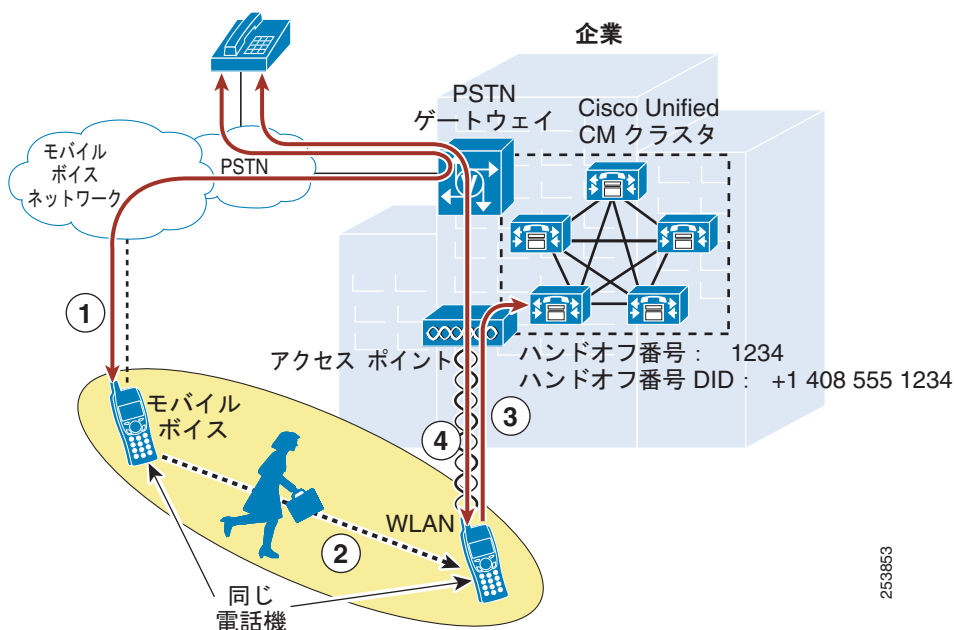 企業
PSTN
ゲートウェイ
Cisco Unified
CM クラスタ
モバイル
ボイス
ネットワーク
PSTN
1
アクセス ポイント
ハンドオフ番号： 1234
ハンドオフ番号 DID： +1 408 555 1234
モバイル
ボイス
4
3
WLAN
2
同じ
電話機
253853